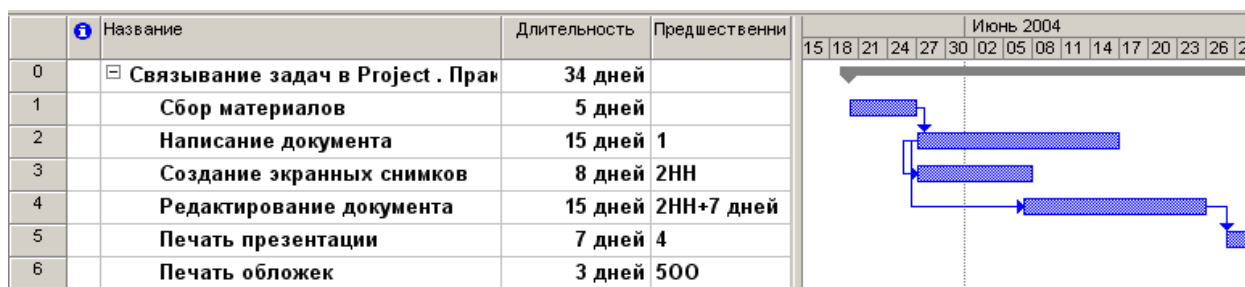 Название Длительность Предшественни Июнь 2004
15 18 21 24 27 30 02 05 08 11 14 17 20 23 26 2
0 Связывание задач в Project . Прак 34 дней
1 Сбор материалов 5 дней
2 Написание документа 15 дней 1
3 Создание экранных снимков 8 дней 2НН
4 Редактирование документа 15 дней 2НН+7 дней
5 Печать презентации 7 дней 4
6 Печать обложек 3 дней 5ОО